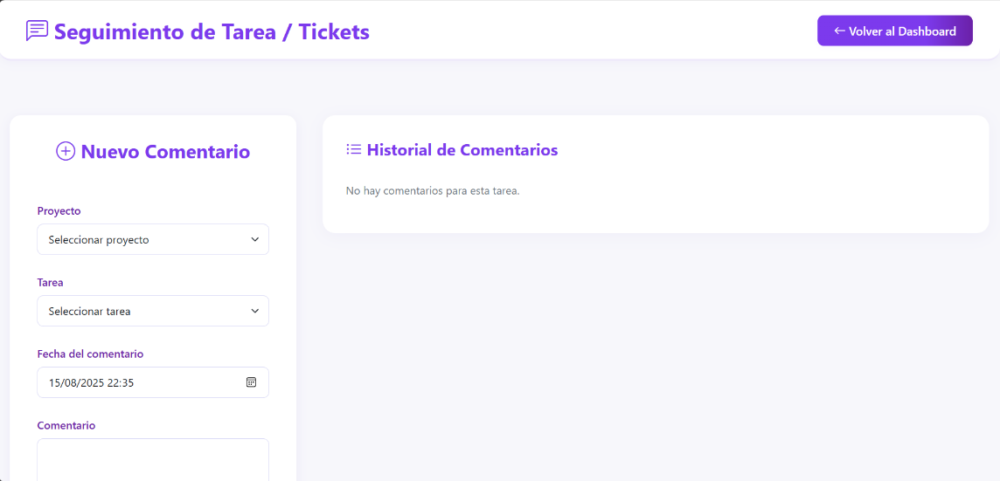 Seguimiento de Tarea / Tickets
← Volver al Dashboard
Nuevo Comentario
Proyecto
Seleccionar proyecto
Tarea
Seleccionar tarea
Fecha del comentario
15/08/2025 22:35
Comentario
Historial de Comentarios
No hay comentarios para esta tarea.